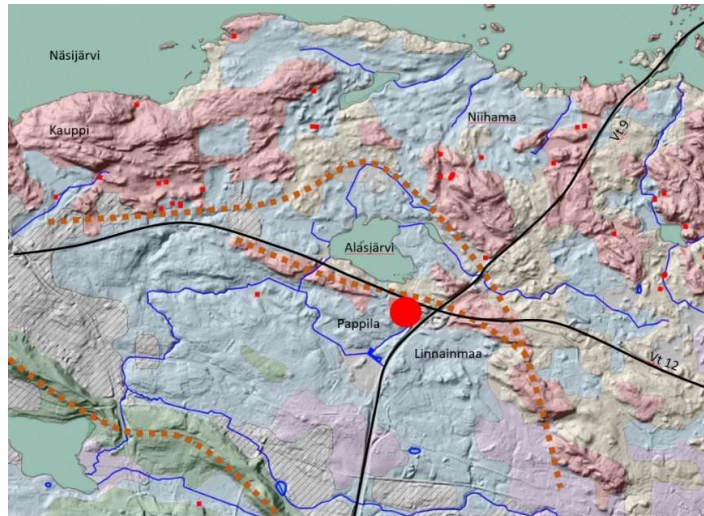 Näsijärvi
Kauppi
Niihama
Vt 9
Alasjärvi
Pappila
Linnainmaa
Vt 12